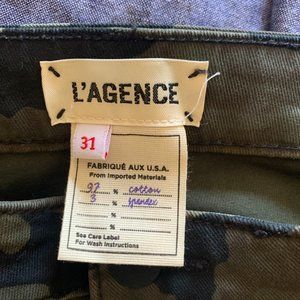 L'AGENCE
31
FABRIQUÉ AUX U.S.A.
From Imported Materials
97 % cotton
3 % spandex
%
%
See Care Label
For Wash Instructions